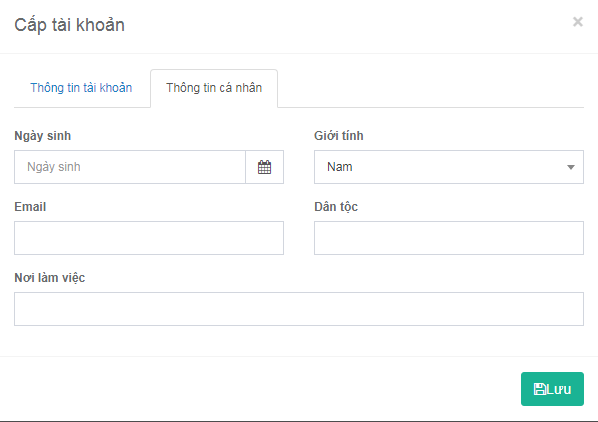 Cấp tài khoản ×
Thông tin tài khoản Thông tin cá nhân
Ngày sinh Giới tính
Ngày sinh Nam
Email Dân tộc
Nơi làm việc
Lưu